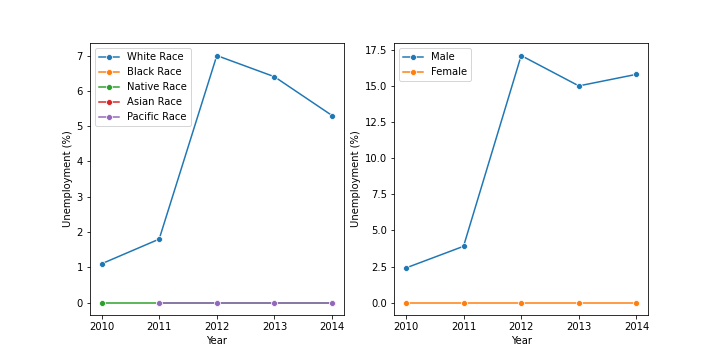 White Race
Black Race
Native Race
Asian Race
Pacific Race
7
6
5
4
3
2
1
0
Unemployment (%)
2010 2011 2012 2013 2014
Year
Male
Female
17.5
15.0
12.5
10.0
7.5
5.0
2.5
0.0
Unemployment (%)
2010 2011 2012 2013 2014
Year